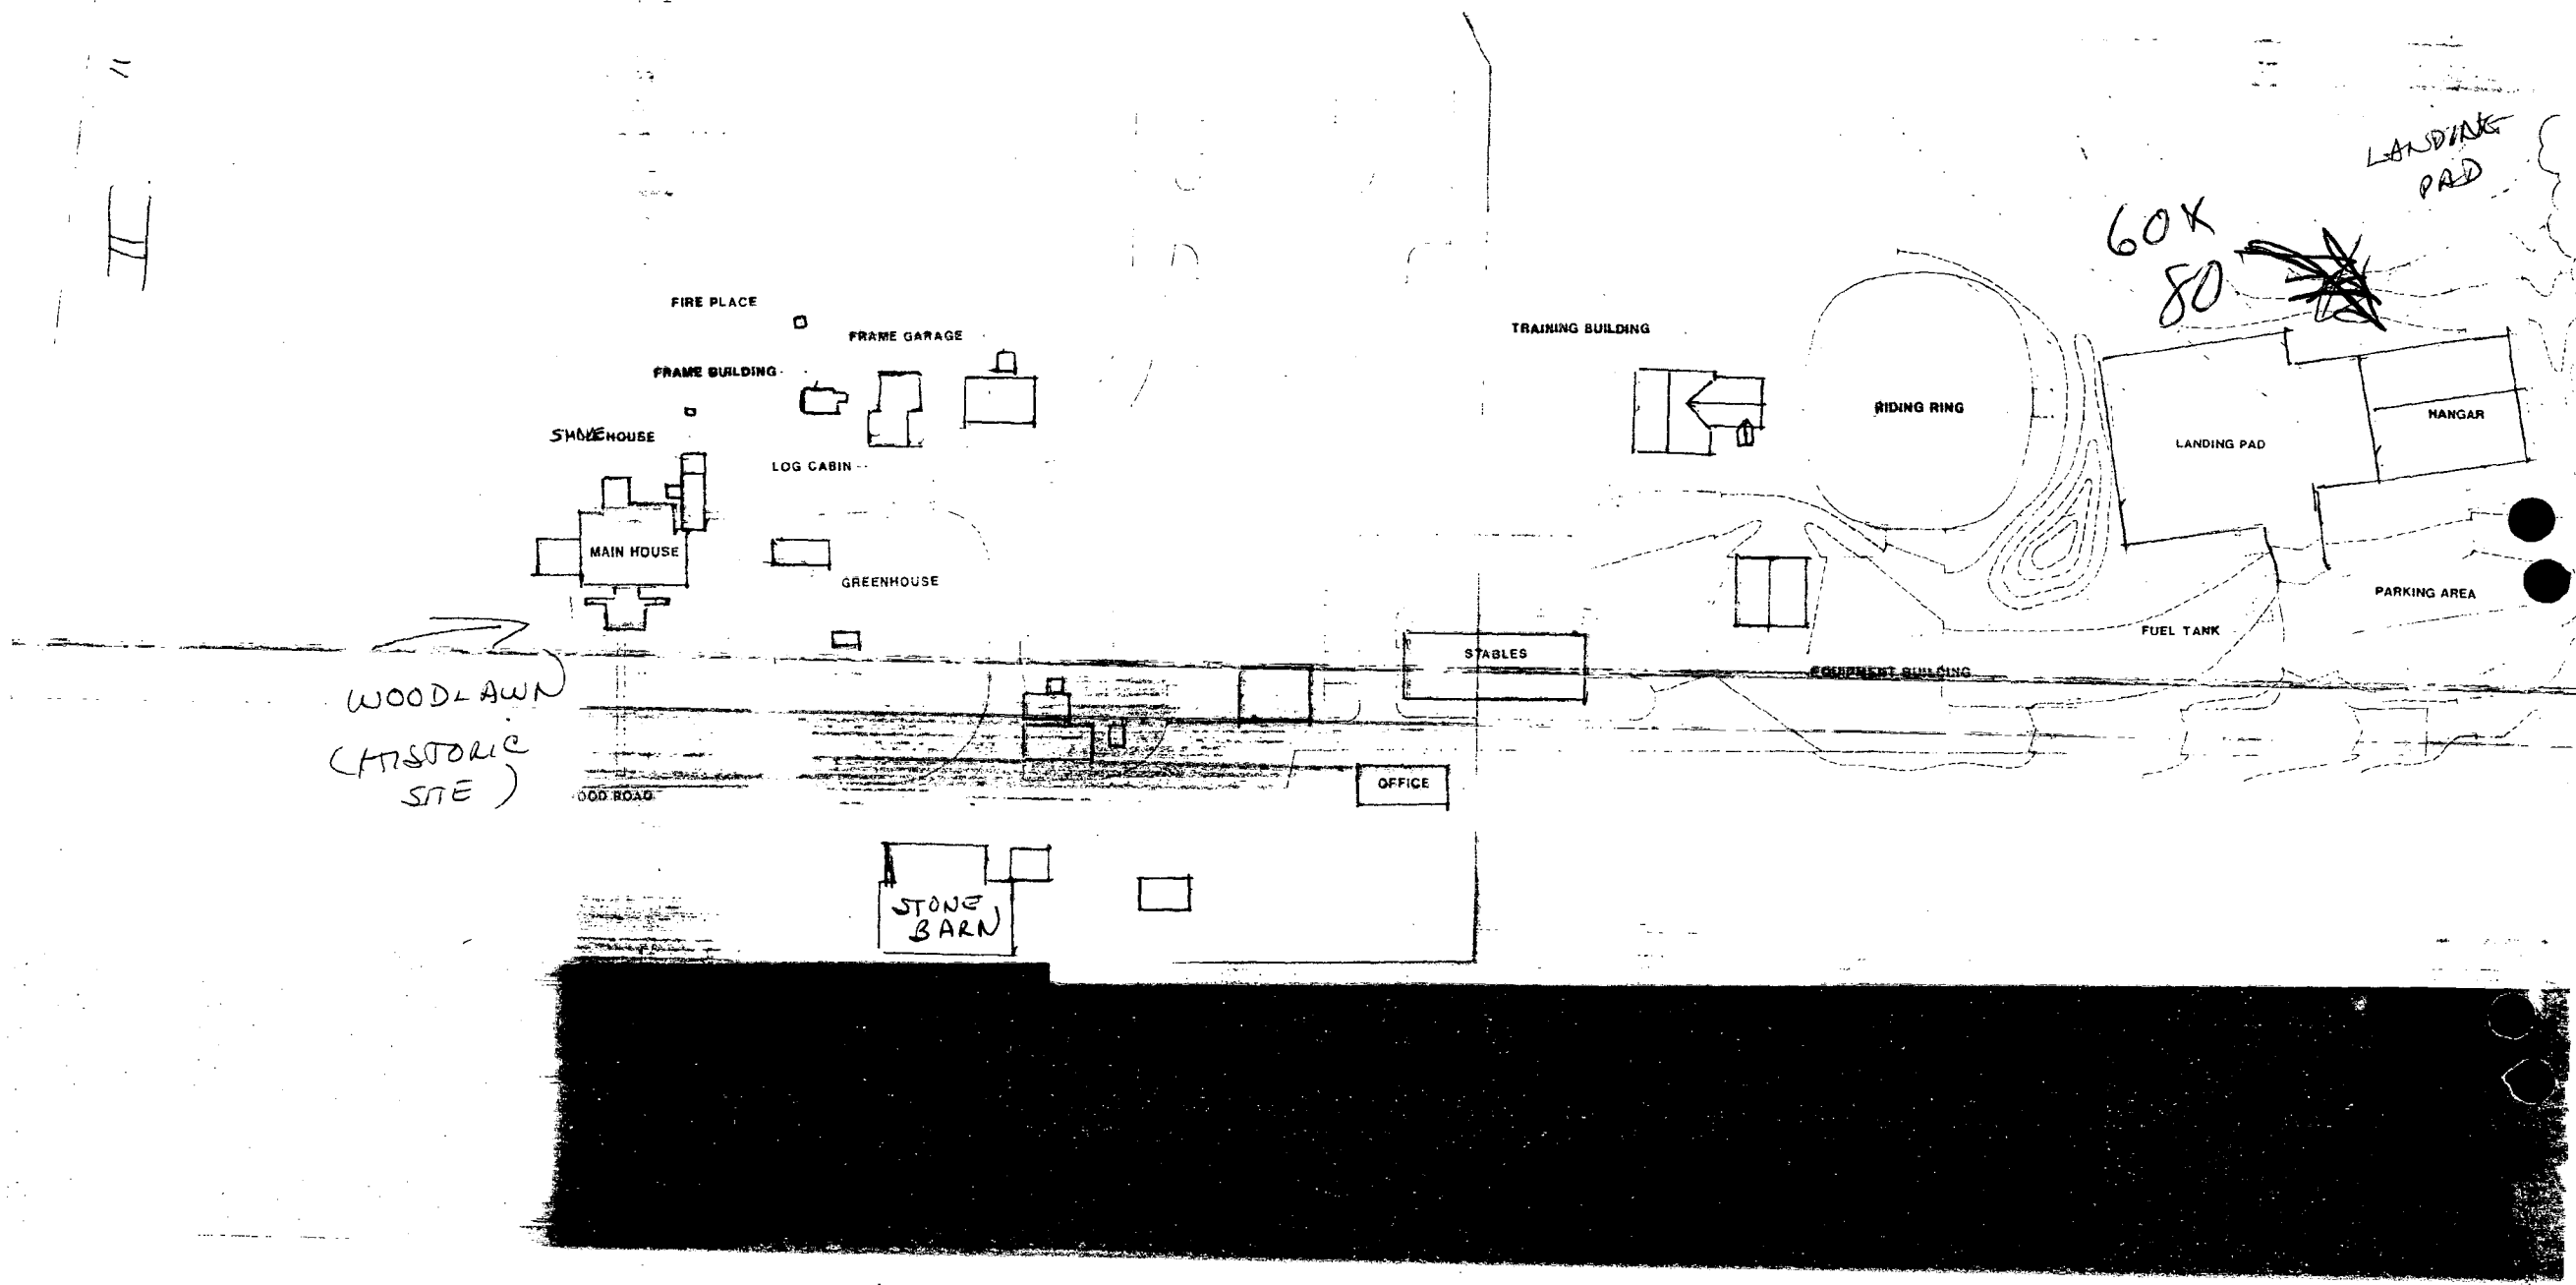 LANDING
PAD
60 X
80
FIRE PLACE
FRAME GARAGE
TRAINING BUILDING
FRAME BUILDING
RIDING RING
HANGAR
SMOKEHOUSE
LANDING PAD
LOG CABIN
MAIN HOUSE
GREENHOUSE
PARKING AREA
FUEL TANK
STABLES
EQUIPMENT BUILDING
WOODLAWN
(HISTORIC
SITE)
OOD ROAD
OFFICE
STONE
BARN